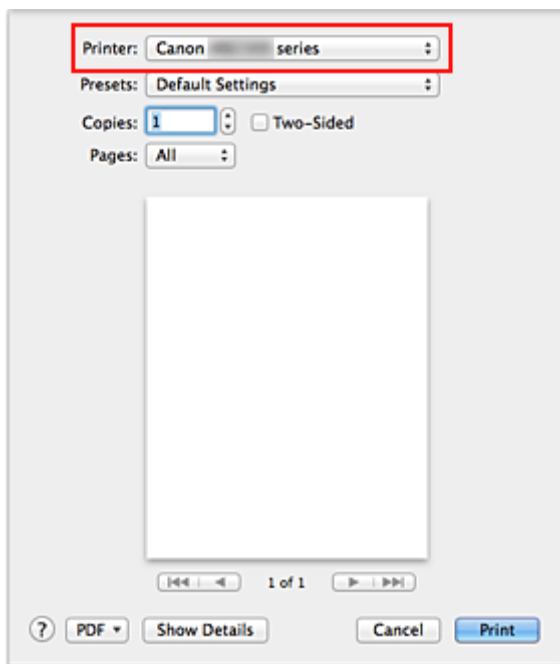 Printer: Canon series
Presets: Default Settings
Copies: 1 Two-Sided
Pages: All
1 of 1
? PDF Show Details Cancel Print